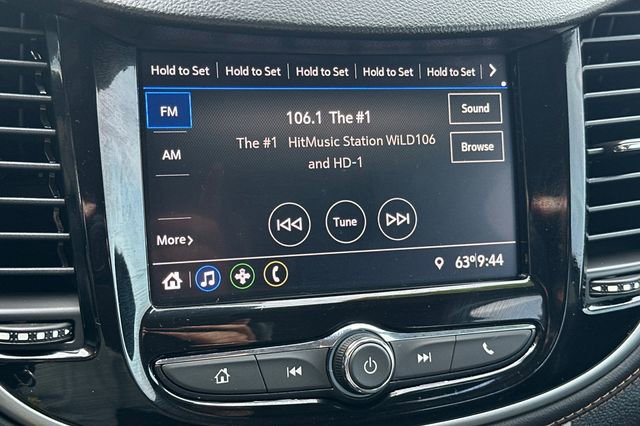 Hold to Set Hold to Set Hold to Set Hold to Set Hold to Set
FM
106.1 The #1
Sound
The #1 HitMusic Station WiLD106
and HD-1
Browse
AM
Tune
More
63° 9:44